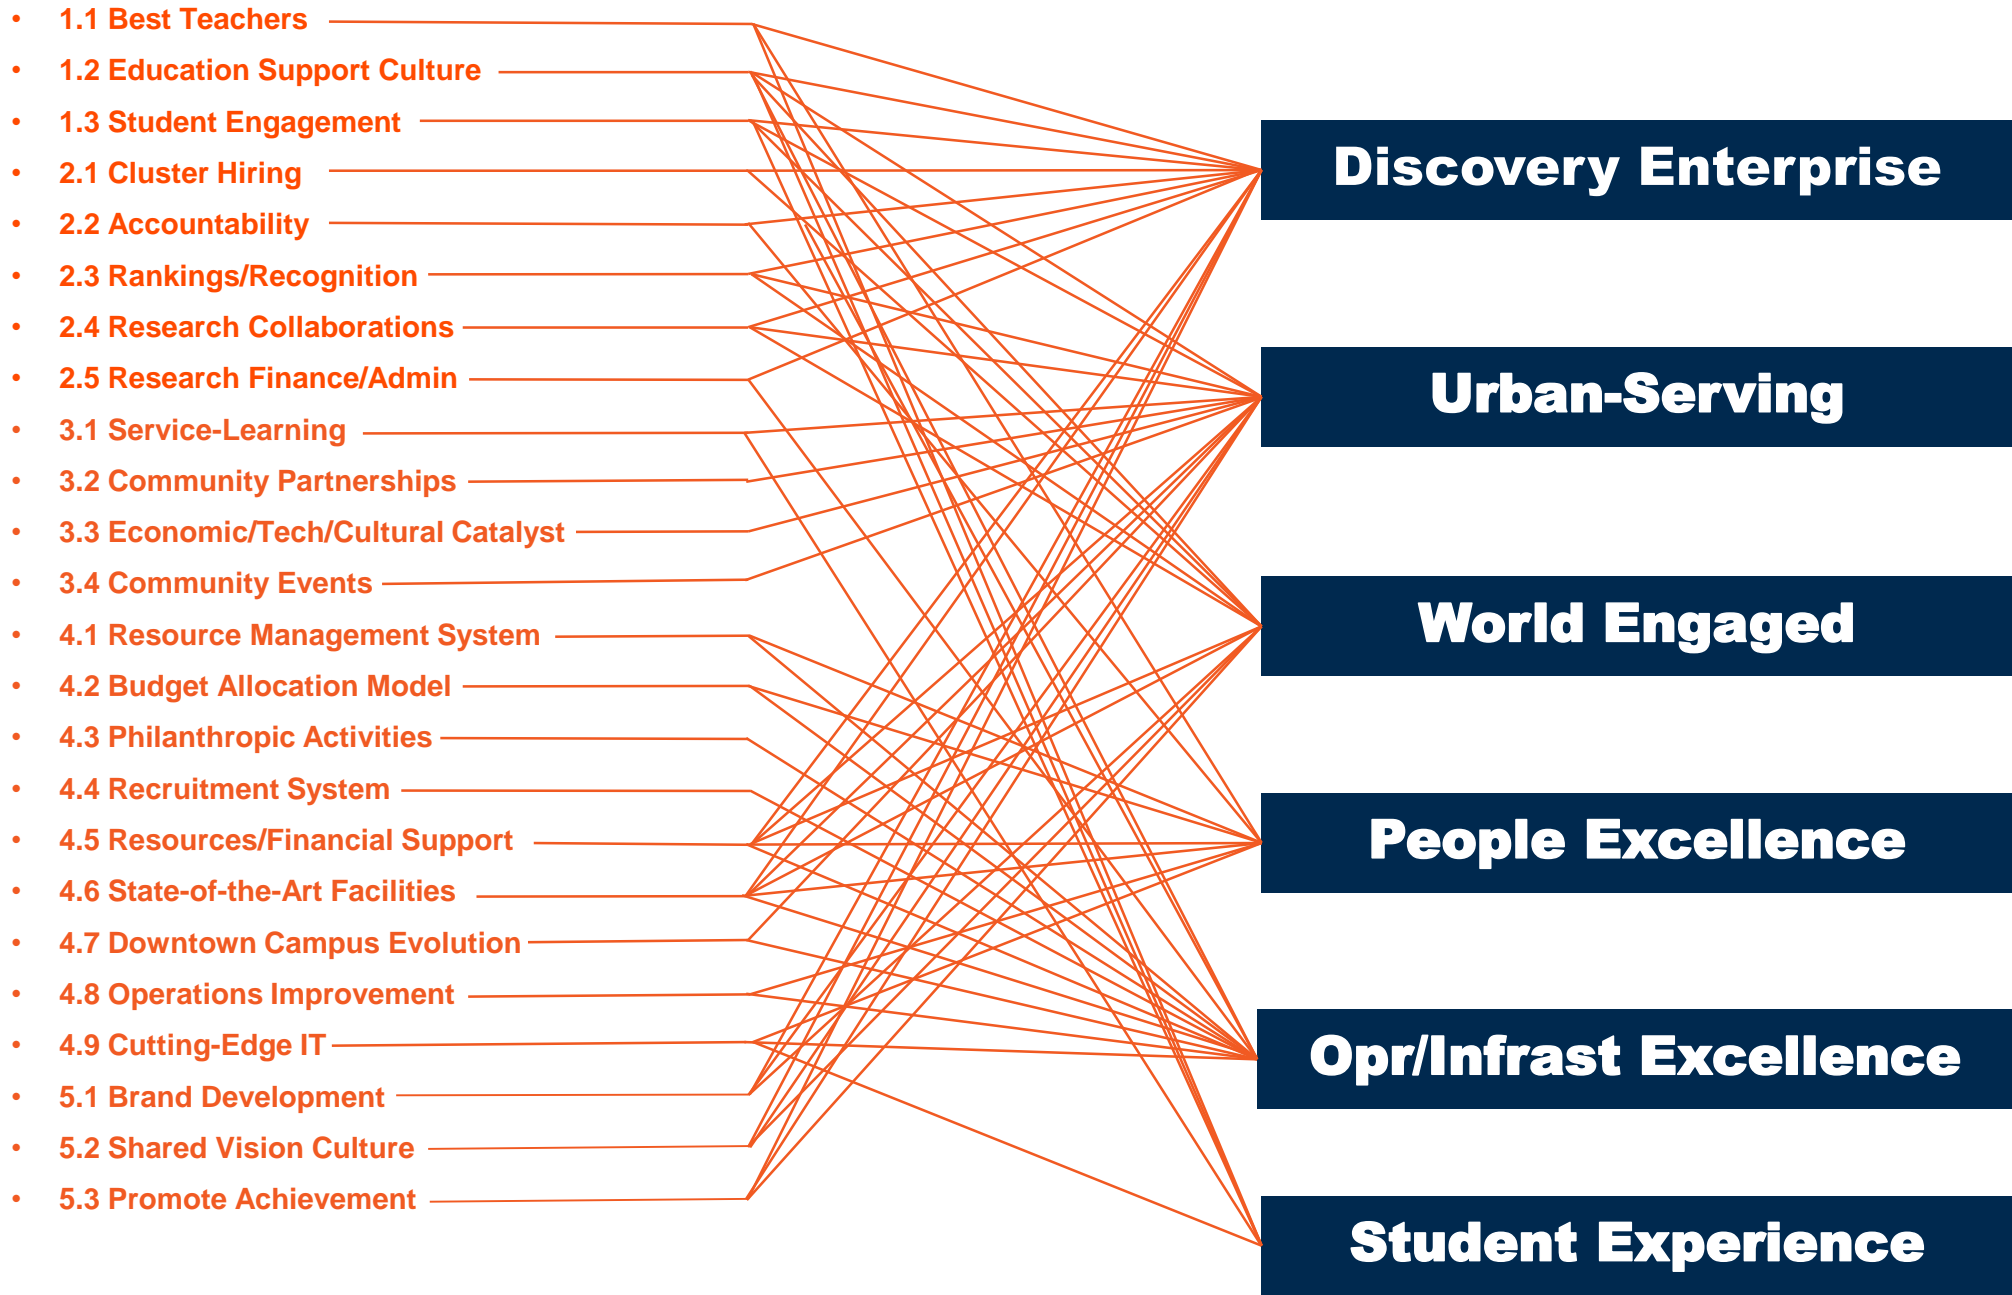 • 1.1 Best Teachers
• 1.2 Education Support Culture
• 1.3 Student Engagement
• 2.1 Cluster Hiring
• 2.2 Accountability
• 2.3 Rankings/Recognition
• 2.4 Research Collaborations
• 2.5 Research Finance/Admin
• 3.1 Service-Learning
• 3.2 Community Partnerships
• 3.3 Economic/Tech/Cultural Catalyst
• 3.4 Community Events
• 4.1 Resource Management System
• 4.2 Budget Allocation Model
• 4.3 Philanthropic Activities
• 4.4 Recruitment System
• 4.5 Resources/Financial Support
• 4.6 State-of-the-Art Facilities
• 4.7 Downtown Campus Evolution
• 4.8 Operations Improvement
• 4.9 Cutting-Edge IT
• 5.1 Brand Development
• 5.2 Shared Vision Culture
• 5.3 Promote Achievement
Discovery Enterprise
Urban-Serving
World Engaged
People Excellence
Opr/Infrast Excellence
Student Experience